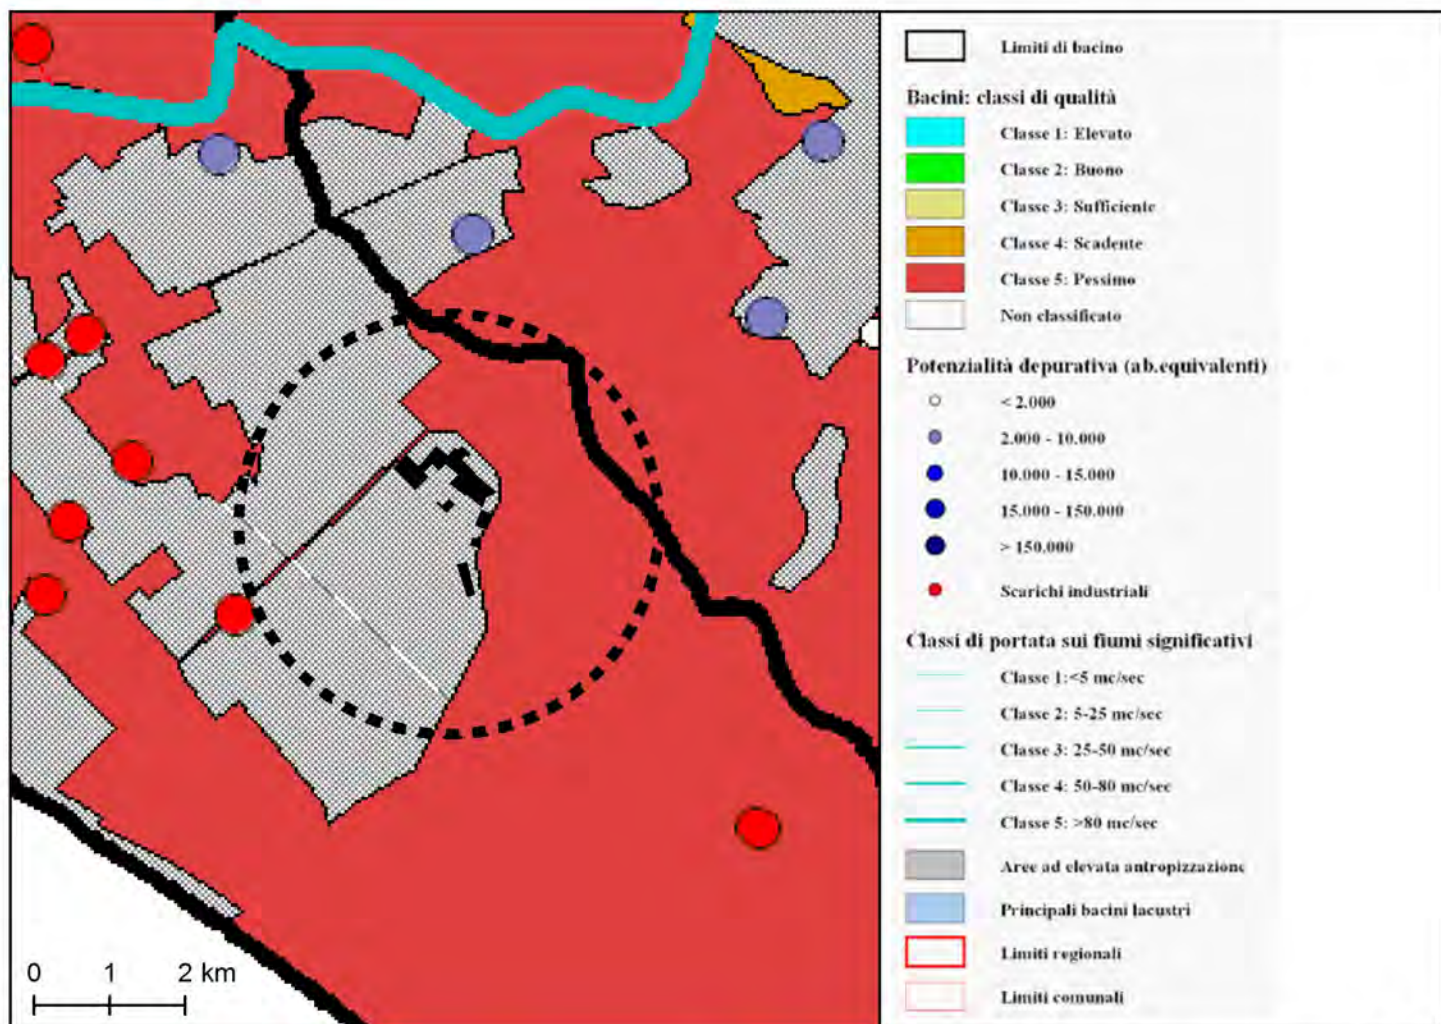 Limiti di bacino
Bacini: classi di qualità
Classe 1: Elevato
Classe 2: Buono
Classe 3: Sufficiente
Classe 4: Scadente
Classe 5: Pessimo
Non classificato
Potenzialità depurativa (ab.equivalenti)
< 2.000
2.000 - 10.000
10.000 - 15.000
15.000 - 150.000
> 150.000
Scarichi industriali
Classi di portata sui fiumi significativi
Classe 1:<5 mc/sec
Classe 2: 5-25 mc/sec
Classe 3: 25-50 mc/sec
Classe 4: 50-80 mc/sec
Classe 5: >80 mc/sec
Aree ad elevata antropizzazione
Principali bacini lacustri
Limiti regionali
Limiti comunali
0 1 2 km